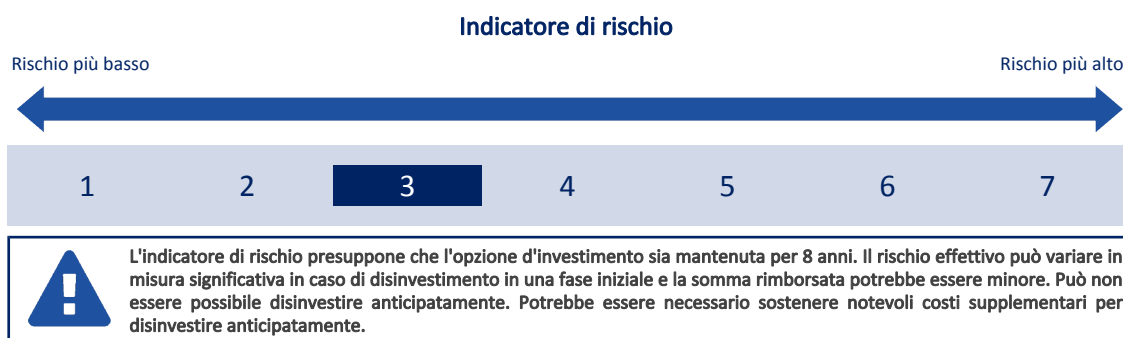 Indicatore di rischio
Rischio più basso
Rischio più alto
1 2 3 4 5 6 7
L'indicatore di rischio presuppone che l'opzione d'investimento sia mantenuta per 8 anni. Il rischio effettivo può variare in
misura significativa in caso di disinvestimento in una fase iniziale e la somma rimborsata potrebbe essere minore. Può non
essere possibile disinvestire anticipatamente. Potrebbe essere necessario sostenere notevoli costi supplementari per
disinvestire anticipatamente.